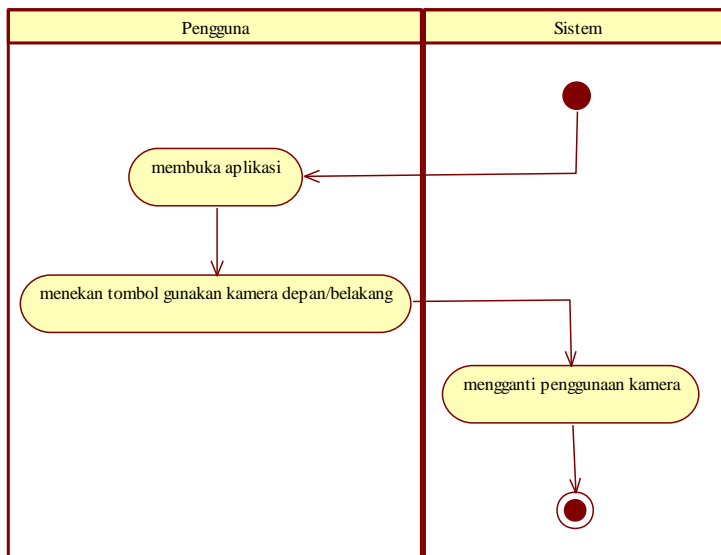 Pengguna
Sistem
membuka aplikasi
menekan tombol gunakan kamera depan/belakang
mengganti penggunaan kamera